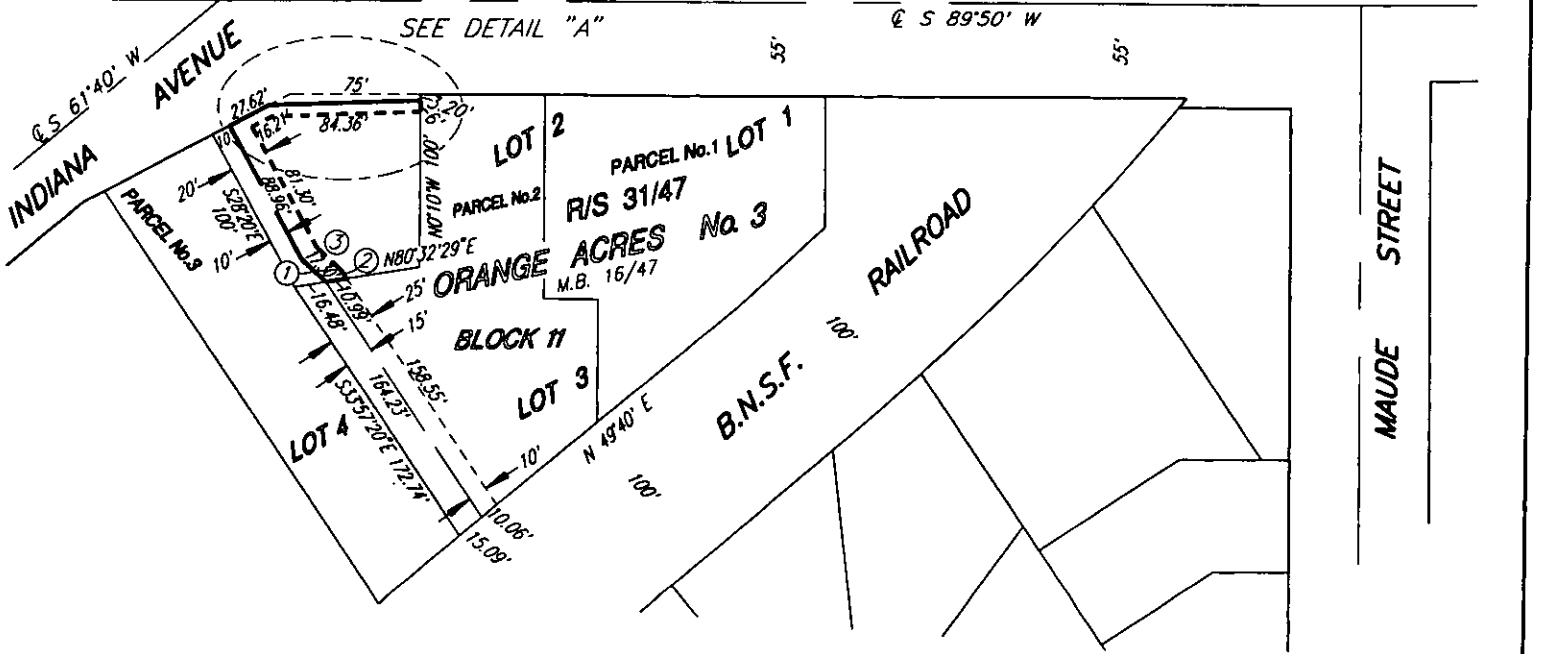 SEE DETAIL "A"
℄ S 89°50' W
℄ S 61°40' W
INDIANA AVENUE
55'
55'
75'
27.62'
16.21'
84.36'
20'
10'
LOT 2
PARCEL No.1 LOT 1
PARCEL No.2
R/S 31/47
ORANGE ACRES No. 3
M.B. 16/47
PARCEL No.3
20'
S28°20'E
100'
10'
88.96'
81.30'
100.
① ② ③
N80°32'29"E
10.99'
25'
15'
16.48'
BLOCK 11
158.55'
164.23'
LOT 3
LOT 4
S33°57'20"E 172.74'
10'
10.06'
15.09'
N 49°40' E
B.N.S.F. RAILROAD
100'
100'
MAUDE STREET